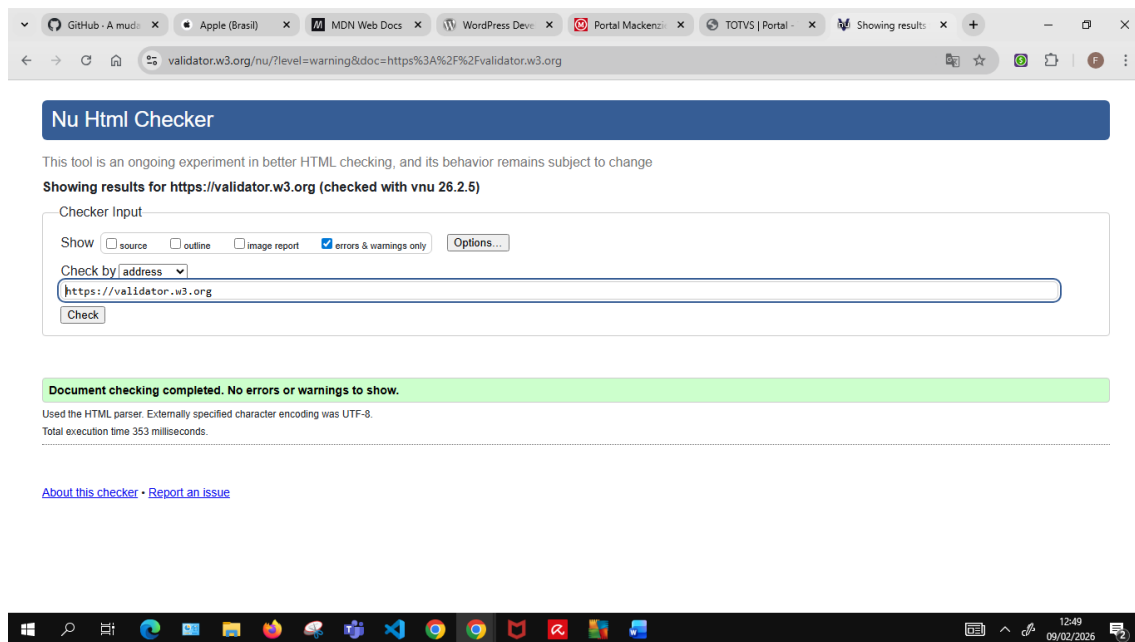 GitHub · A muda
Apple (Brasil)
MDN Web Docs
WordPress Deve
Portal Mackenzi
TOTVS | Portal -
Showing results
validator.w3.org/nu/?level=warning&doc=https%3A%2F%2Fvalidator.w3.org
F
Nu Html Checker
This tool is an ongoing experiment in better HTML checking, and its behavior remains subject to change
Showing results for https://validator.w3.org (checked with vnu 26.2.5)
Checker Input
Show source outline image report errors & warnings only Options...
Check by address
https://validator.w3.org
Check
Document checking completed. No errors or warnings to show.
Used the HTML parser. Externally specified character encoding was UTF-8.
Total execution time 353 milliseconds.
About this checker • Report an issue
12:49
09/02/2026
2